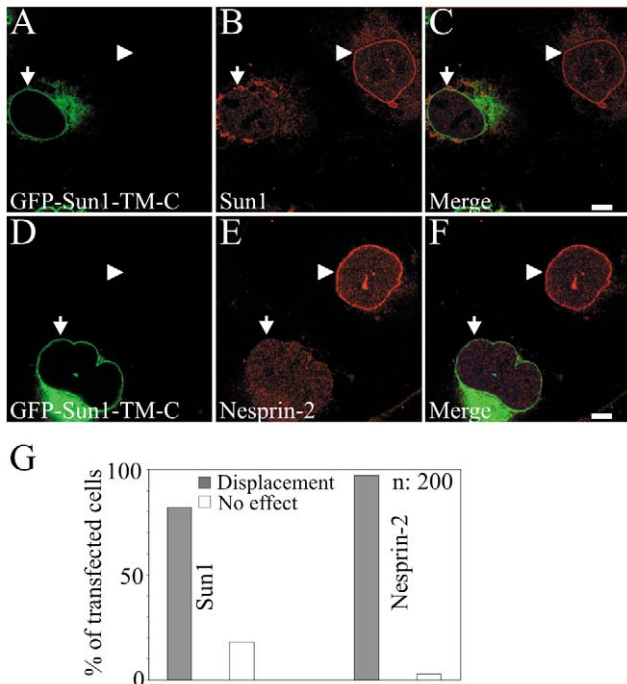 A
B
C
GFP-Sun1-TM-C
Sun1
Merge
D
E
F
GFP-Sun1-TM-C
Nesprin-2
Merge
G
% of transfected cells
100
50
0
Displacement
No effect
n: 200
Sun1
Nesprin-2